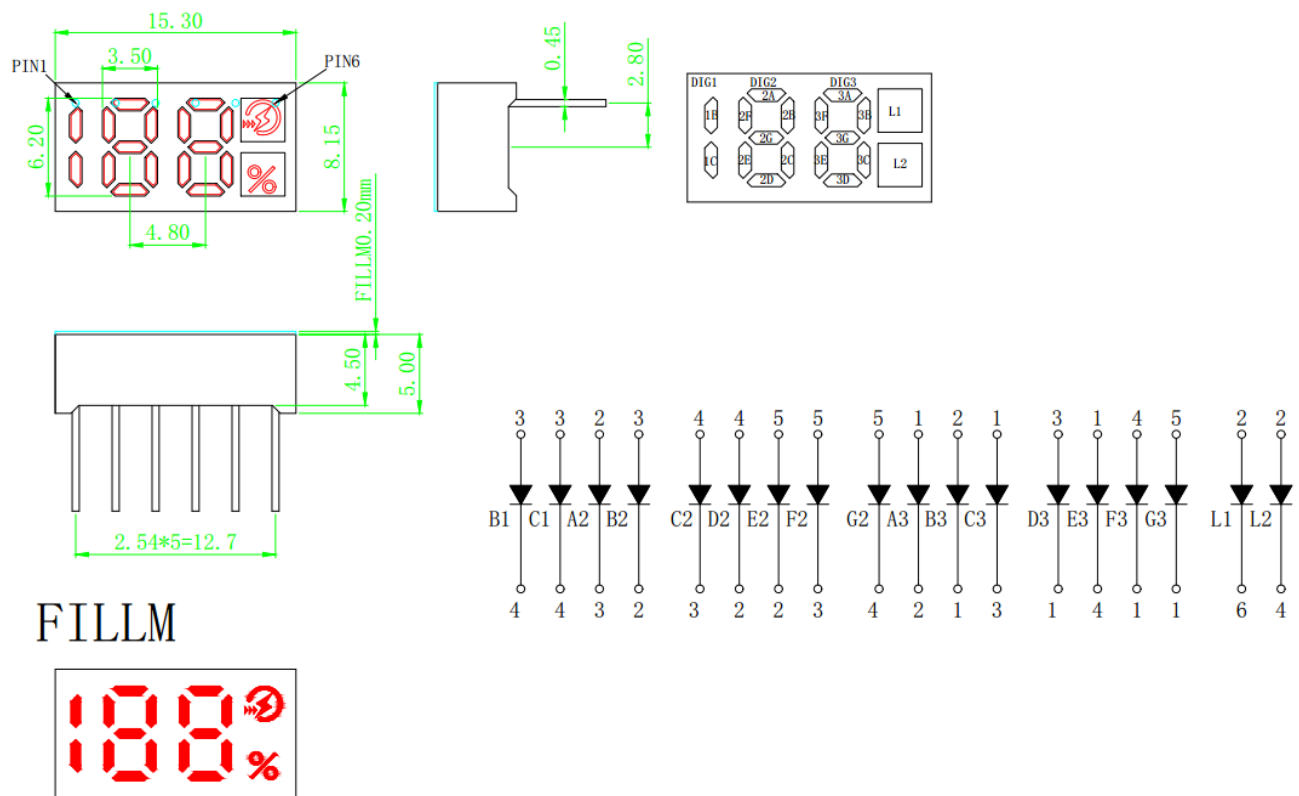 15.30
PIN1
3.50
PIN6
6.20
8.15
4.80
%
0.45
2.80
DIG1 DIG2 DIG3
2A 3A
1B 2F 2B 3F 3B L1
2G 3G
1C 2E 2C 3E 3C L2
2D 3D
FILLM0.20mm
4.50
5.00
2.54*5=12.7
3 3 2 3 4 4 5 5 5 1 2 1 3 1 4 5 2 2
B1 C1 A2 B2 C2 D2 E2 F2 G2 A3 B3 C3 D3 E3 F3 G3 L1 L2
4 4 3 2 3 2 2 3 4 2 1 3 1 4 1 1 6 4
FILLM
188
%